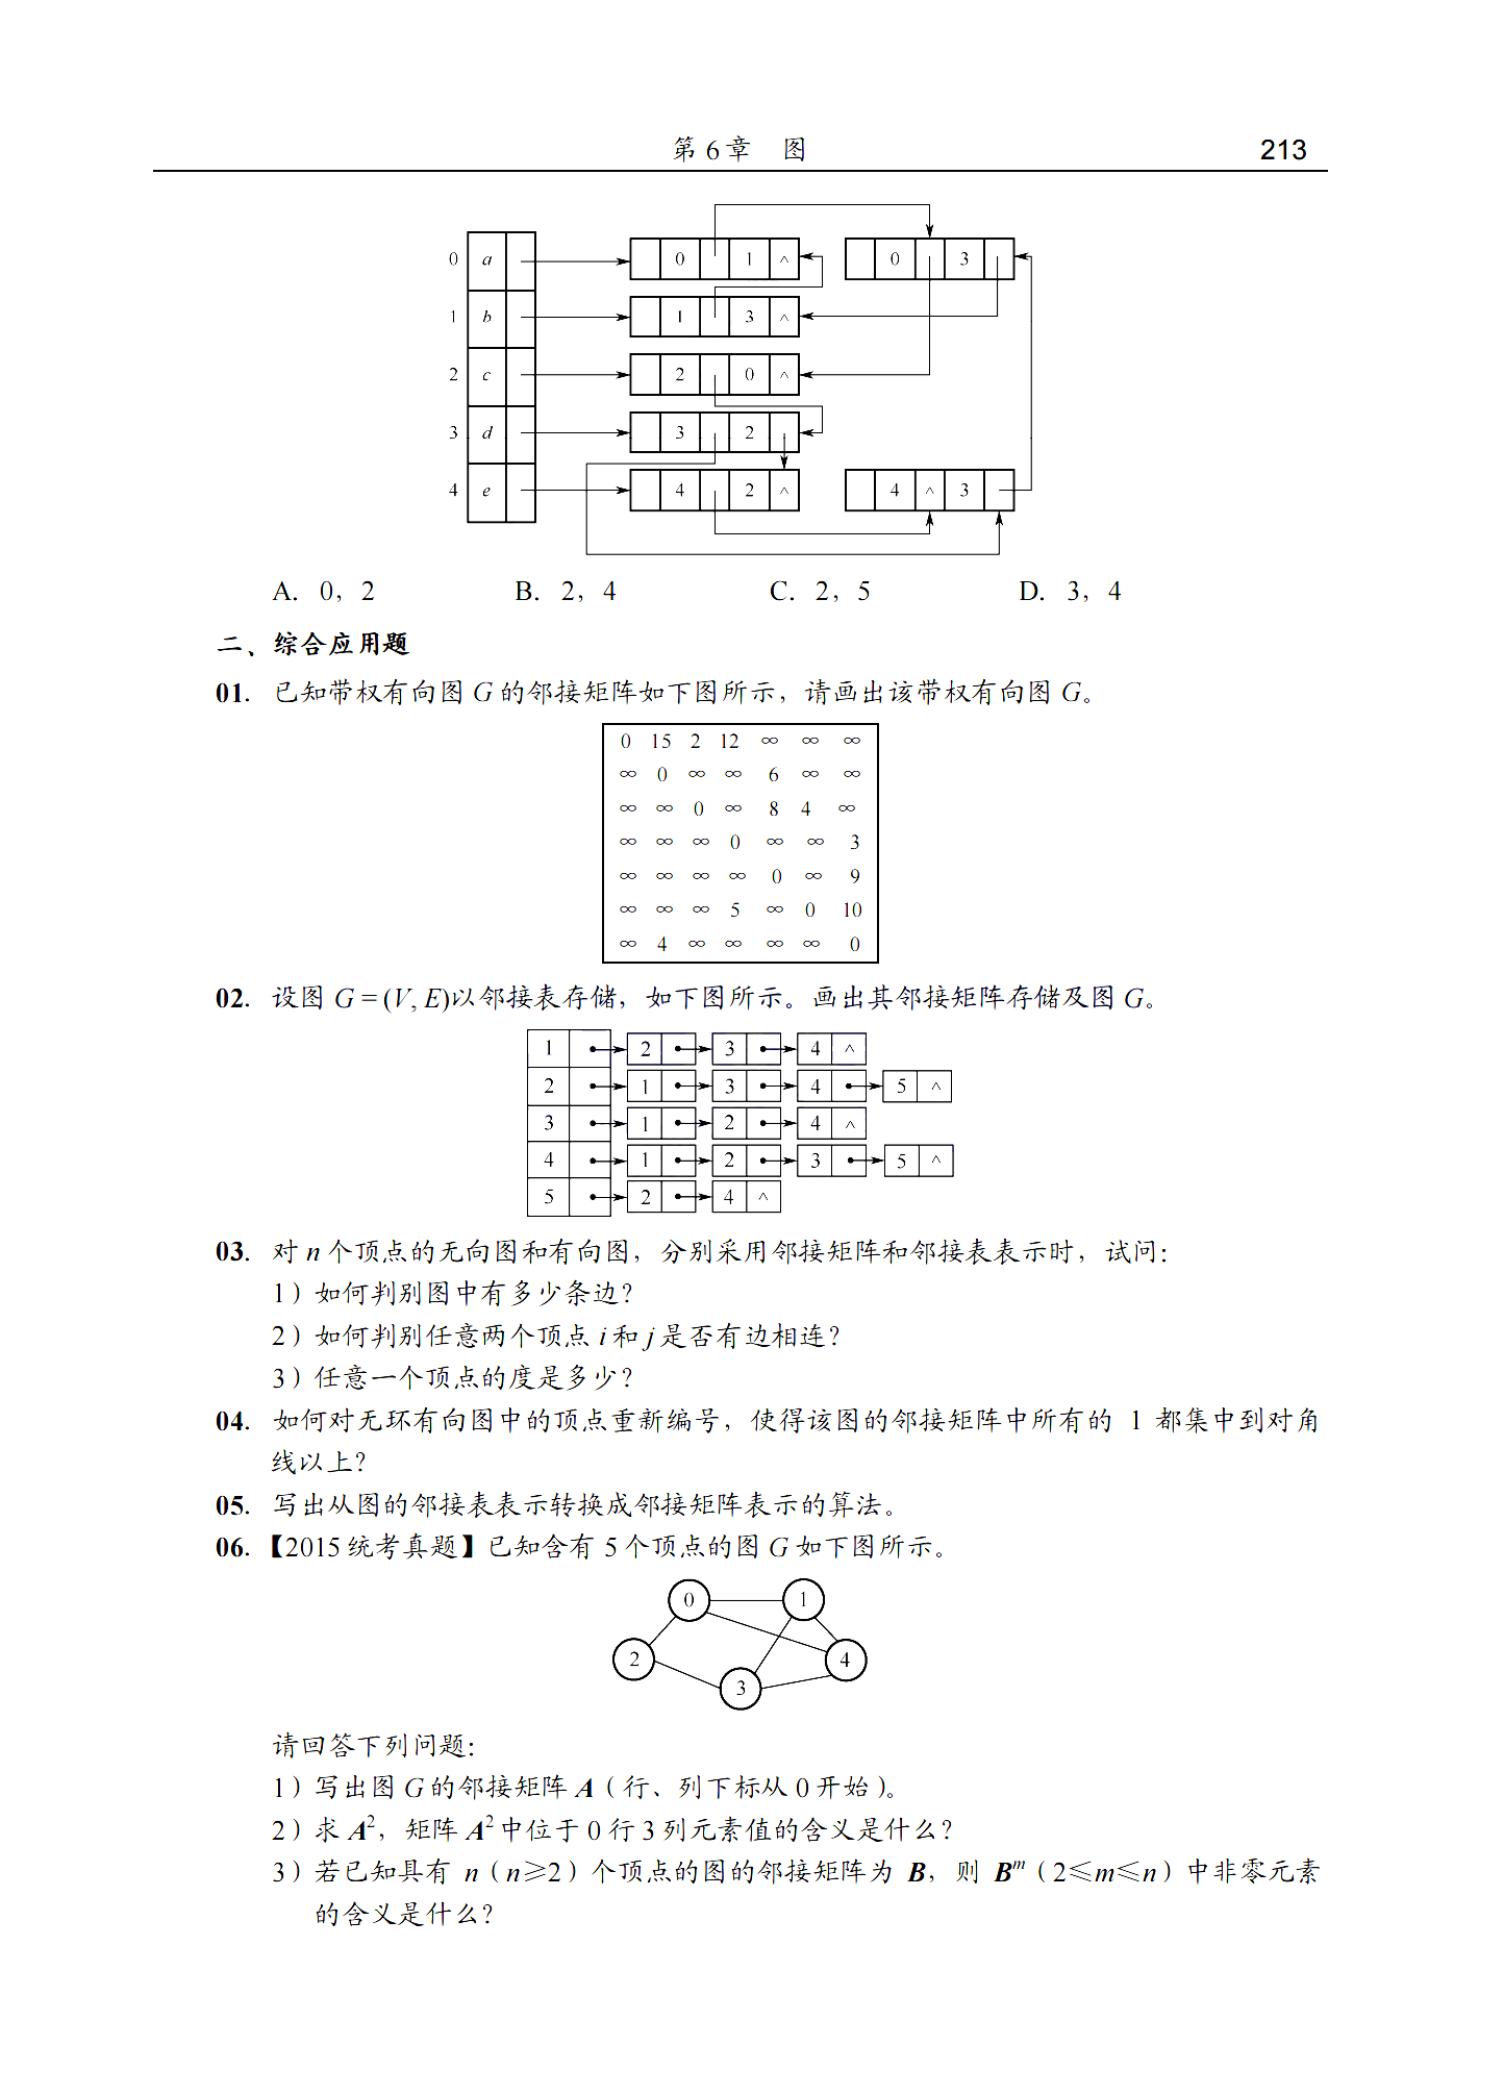 第 6 章 图 213
0 a 0 1 ∧ 0 3
1 b 1 3 ∧
2 c 2 0 ∧
3 d 3 2
4 e 4 2 ∧ 4 ∧ 3
A. 0，2 B. 2，4 C. 2，5 D. 3，4
二、综合应用题
01. 已知带权有向图 G 的邻接矩阵如下图所示，请画出该带权有向图 G。
0 15 2 12 ∞ ∞ ∞
∞ 0 ∞ ∞ 6 ∞ ∞
∞ ∞ 0 ∞ 8 4 ∞
∞ ∞ ∞ 0 ∞ ∞ 3
∞ ∞ ∞ ∞ 0 ∞ 9
∞ ∞ ∞ 5 ∞ 0 10
∞ 4 ∞ ∞ ∞ ∞ 0
02. 设图 G = (V, E)以邻接表存储，如下图所示。画出其邻接矩阵存储及图 G。
1 2 3 4 ∧
2 1 3 4 5 ∧
3 1 2 4 ∧
4 1 2 3 5 ∧
5 2 4 ∧
03. 对 n 个顶点的无向图和有向图，分别采用邻接矩阵和邻接表表示时，试问：
1）如何判别图中有多少条边？
2）如何判别任意两个顶点 i 和 j 是否有边相连？
3）任意一个顶点的度是多少？
04. 如何对无环有向图中的顶点重新编号，使得该图的邻接矩阵中所有的 1 都集中到对角
线以上？
05. 写出从图的邻接表表示转换成邻接矩阵表示的算法。
06. 【2015 统考真题】已知含有 5 个顶点的图 G 如下图所示。
0 1
2 4
3
请回答下列问题：
1）写出图 G 的邻接矩阵 A（行、列下标从 0 开始）。
2）求 A²，矩阵 A² 中位于 0 行 3 列元素值的含义是什么？
3）若已知具有 n（n≥2）个顶点的图的邻接矩阵为 B，则 Bᵐ（2≤m≤n）中非零元素
的含义是什么？